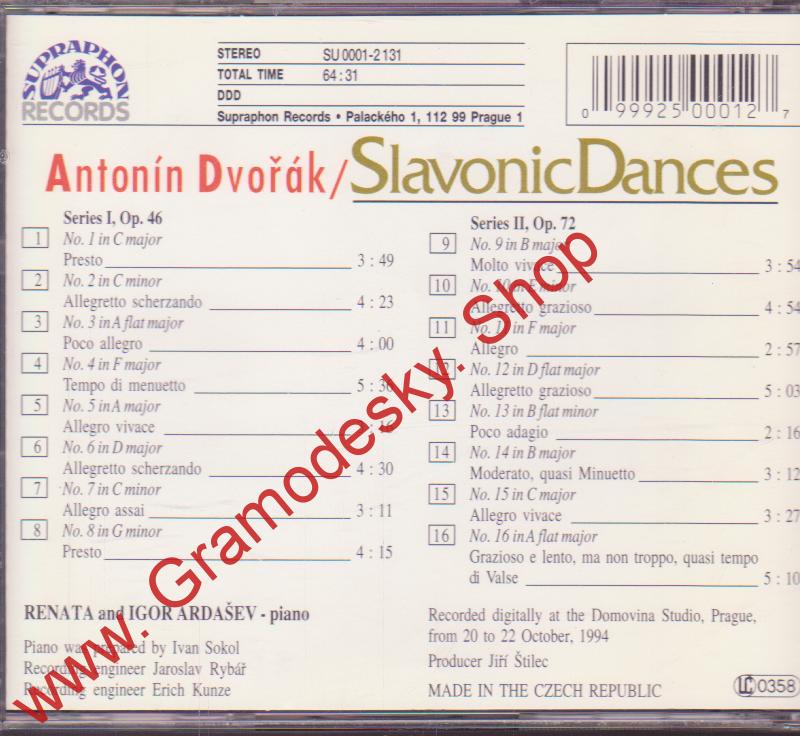 SUPRAPHON
RECORDS
STEREO SU 0001-2 131
TOTAL TIME 64 : 31
DDD
Supraphon Records • Palackého 1, 112 99 Prague 1
0 99925 00012 7
Antonín Dvořák/SlavonicDances
Series I, Op. 46
1 No. 1 in C major
Presto 3 : 49
2 No. 2 in C minor
Allegretto scherzando 4 : 23
3 No. 3 in A flat major
Poco allegro 4 : 00
4 No. 4 in F major
Tempo di menuetto 5 :
5 No. 5 in A major
Allegro vivace
6 No. 6 in D major
Allegretto scherzando 4 : 30
7 No. 7 in C minor
Allegro assai 3 : 11
8 No. 8 in G minor
Presto 4 : 15
Series II, Op. 72
9 No. 9 in B major
Molto vivace 3 : 54
10 No. 10 in E minor
Allegretto grazioso 4 : 54
11 No. 11 in F major
Allegro 2 : 57
12 No. 12 in D flat major
Allegretto grazioso 5 : 03
13 No. 13 in B flat minor
Poco adagio 2 : 16
14 No. 14 in B major
Moderato, quasi Minuetto 3 : 12
15 No. 15 in C major
Allegro vivace 3 : 27
16 No. 16 in A flat major
Grazioso e lento, ma non troppo, quasi tempo
di Valse 5 : 10
RENATA and IGOR ARDAŠEV - piano
Piano was prepared by Ivan Sokol
Recording engineer Jaroslav Rybář
Recording engineer Erich Kunze
Recorded digitally at the Domovina Studio, Prague,
from 20 to 22 October, 1994
Producer Jiří Štilec
MADE IN THE CZECH REPUBLIC
LC 0358
www. Gramodesky. Shop